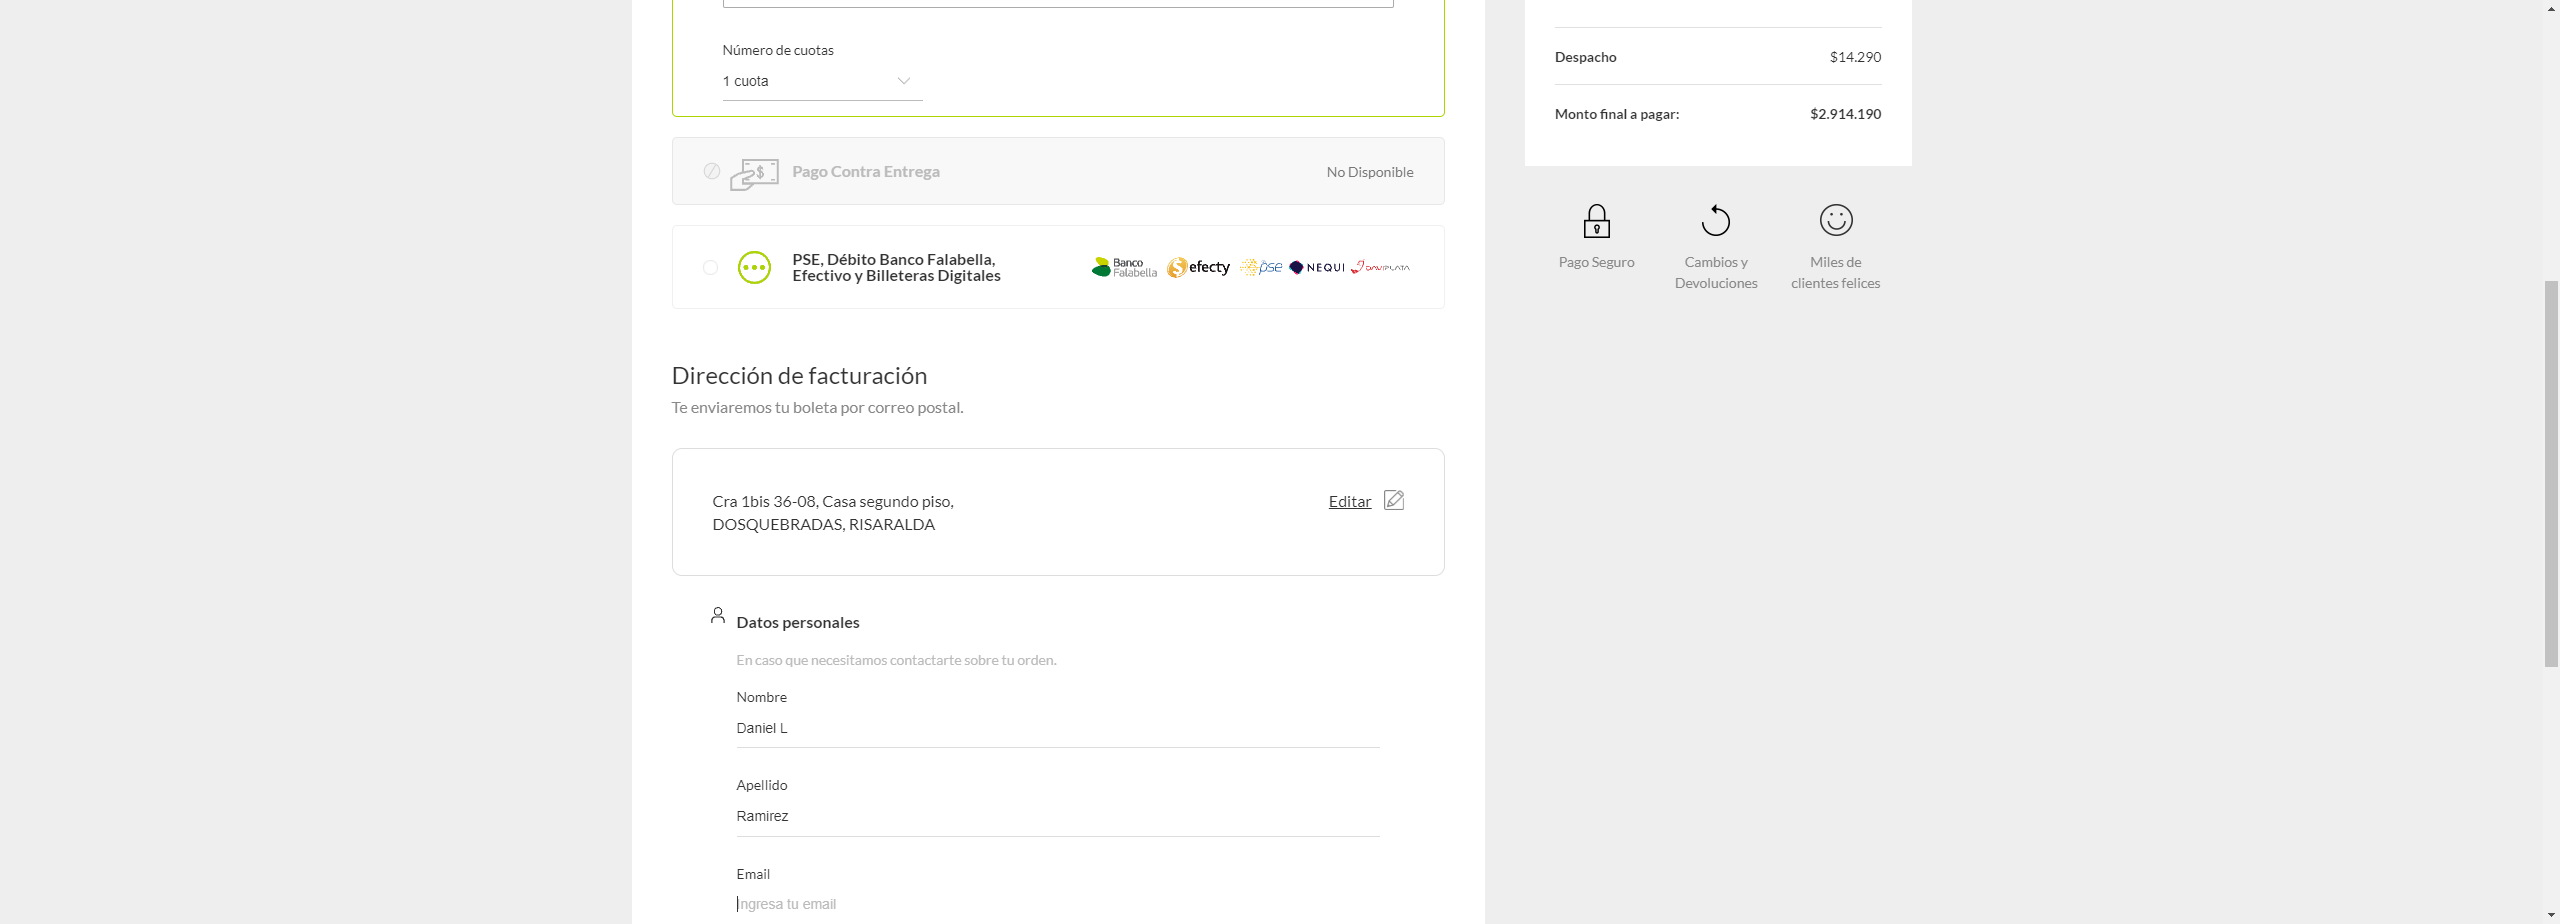 Número de cuotas
1 cuota
Pago Contra Entrega
No Disponible
PSE, Débito Banco Falabella,
Efectivo y Billeteras Digitales
Banco
Falabella
efecty
pse
NEQUI
DAVIPLATA
Dirección de facturación
Te enviaremos tu boleta por correo postal.
Cra 1bis 36-08, Casa segundo piso,
DOSQUEBRADAS, RISARALDA
Editar
Datos personales
En caso que necesitamos contactarte sobre tu orden.
Nombre
Daniel L
Apellido
Ramirez
Email
Ingresa tu email
Despacho $14.290
Monto final a pagar: $2.914.190
Pago Seguro
Cambios y
Devoluciones
Miles de
clientes felices